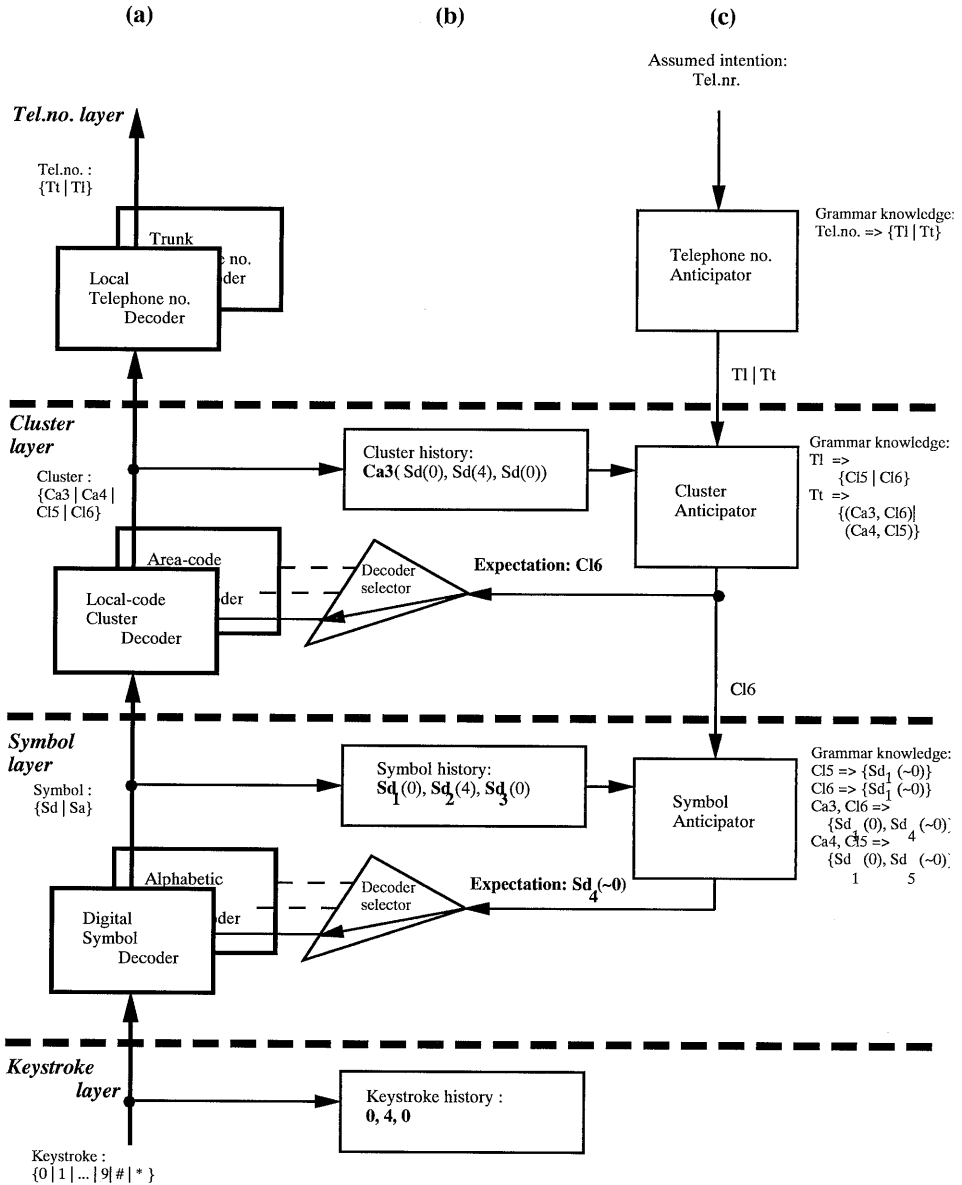 (a)
(b)
(c)
Assumed intention:
Tel.nr.
Tel.no. layer
Tel.no. :
{Tt | Tl}
Trunk
e no.
oder
Local
Telephone no.
Decoder
Telephone no.
Anticipator
Grammar knowledge:
Tel.no. => {Tl | Tt}
Tl | Tt
Cluster
layer
Cluster :
{Ca3 | Ca4 |
Cl5 | Cl6}
Cluster history:
Ca3( Sd(0), Sd(4), Sd(0))
Cluster
Anticipator
Grammar knowledge:
Tl =>
{Cl5 | Cl6}
Tt =>
{(Ca3, Cl6)|
(Ca4, Cl5)}
Area-code
oder
Local-code
Cluster
Decoder
Decoder
selector
Expectation: Cl6
Cl6
Symbol
layer
Symbol :
{Sd | Sa}
Symbol history:
Sd1(0), Sd2(4), Sd3(0)
Symbol
Anticipator
Grammar knowledge:
Cl5 => {Sd1 (~0)}
Cl6 => {Sd1 (~0)}
Ca3, Cl6 =>
{Sd1 (0), Sd4 (~0)}
Ca4, Cl5 =>
{Sd1 (0), Sd5 (~0)}
Alphabetic
oder
Digital
Symbol
Decoder
Decoder
selector
Expectation: Sd4(~0)
Keystroke
layer
Keystroke history :
0, 4, 0
Keystroke :
{0 | 1 | ... | 9| # | * }